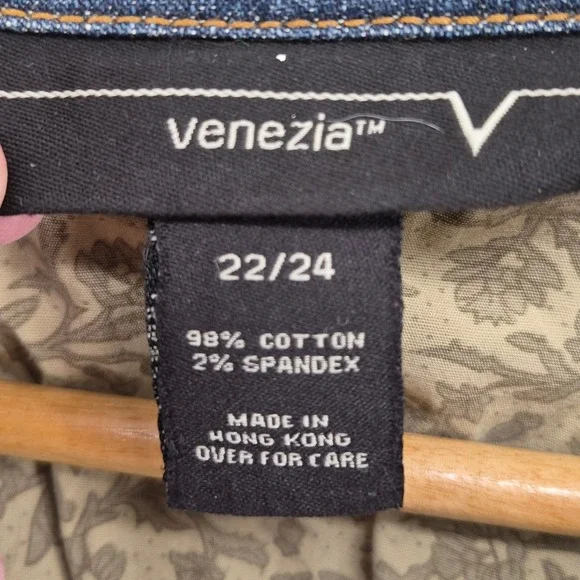 venezia™
22/24
98% COTTON
2% SPANDEX
MADE IN
HONG KONG
OVER FOR CARE